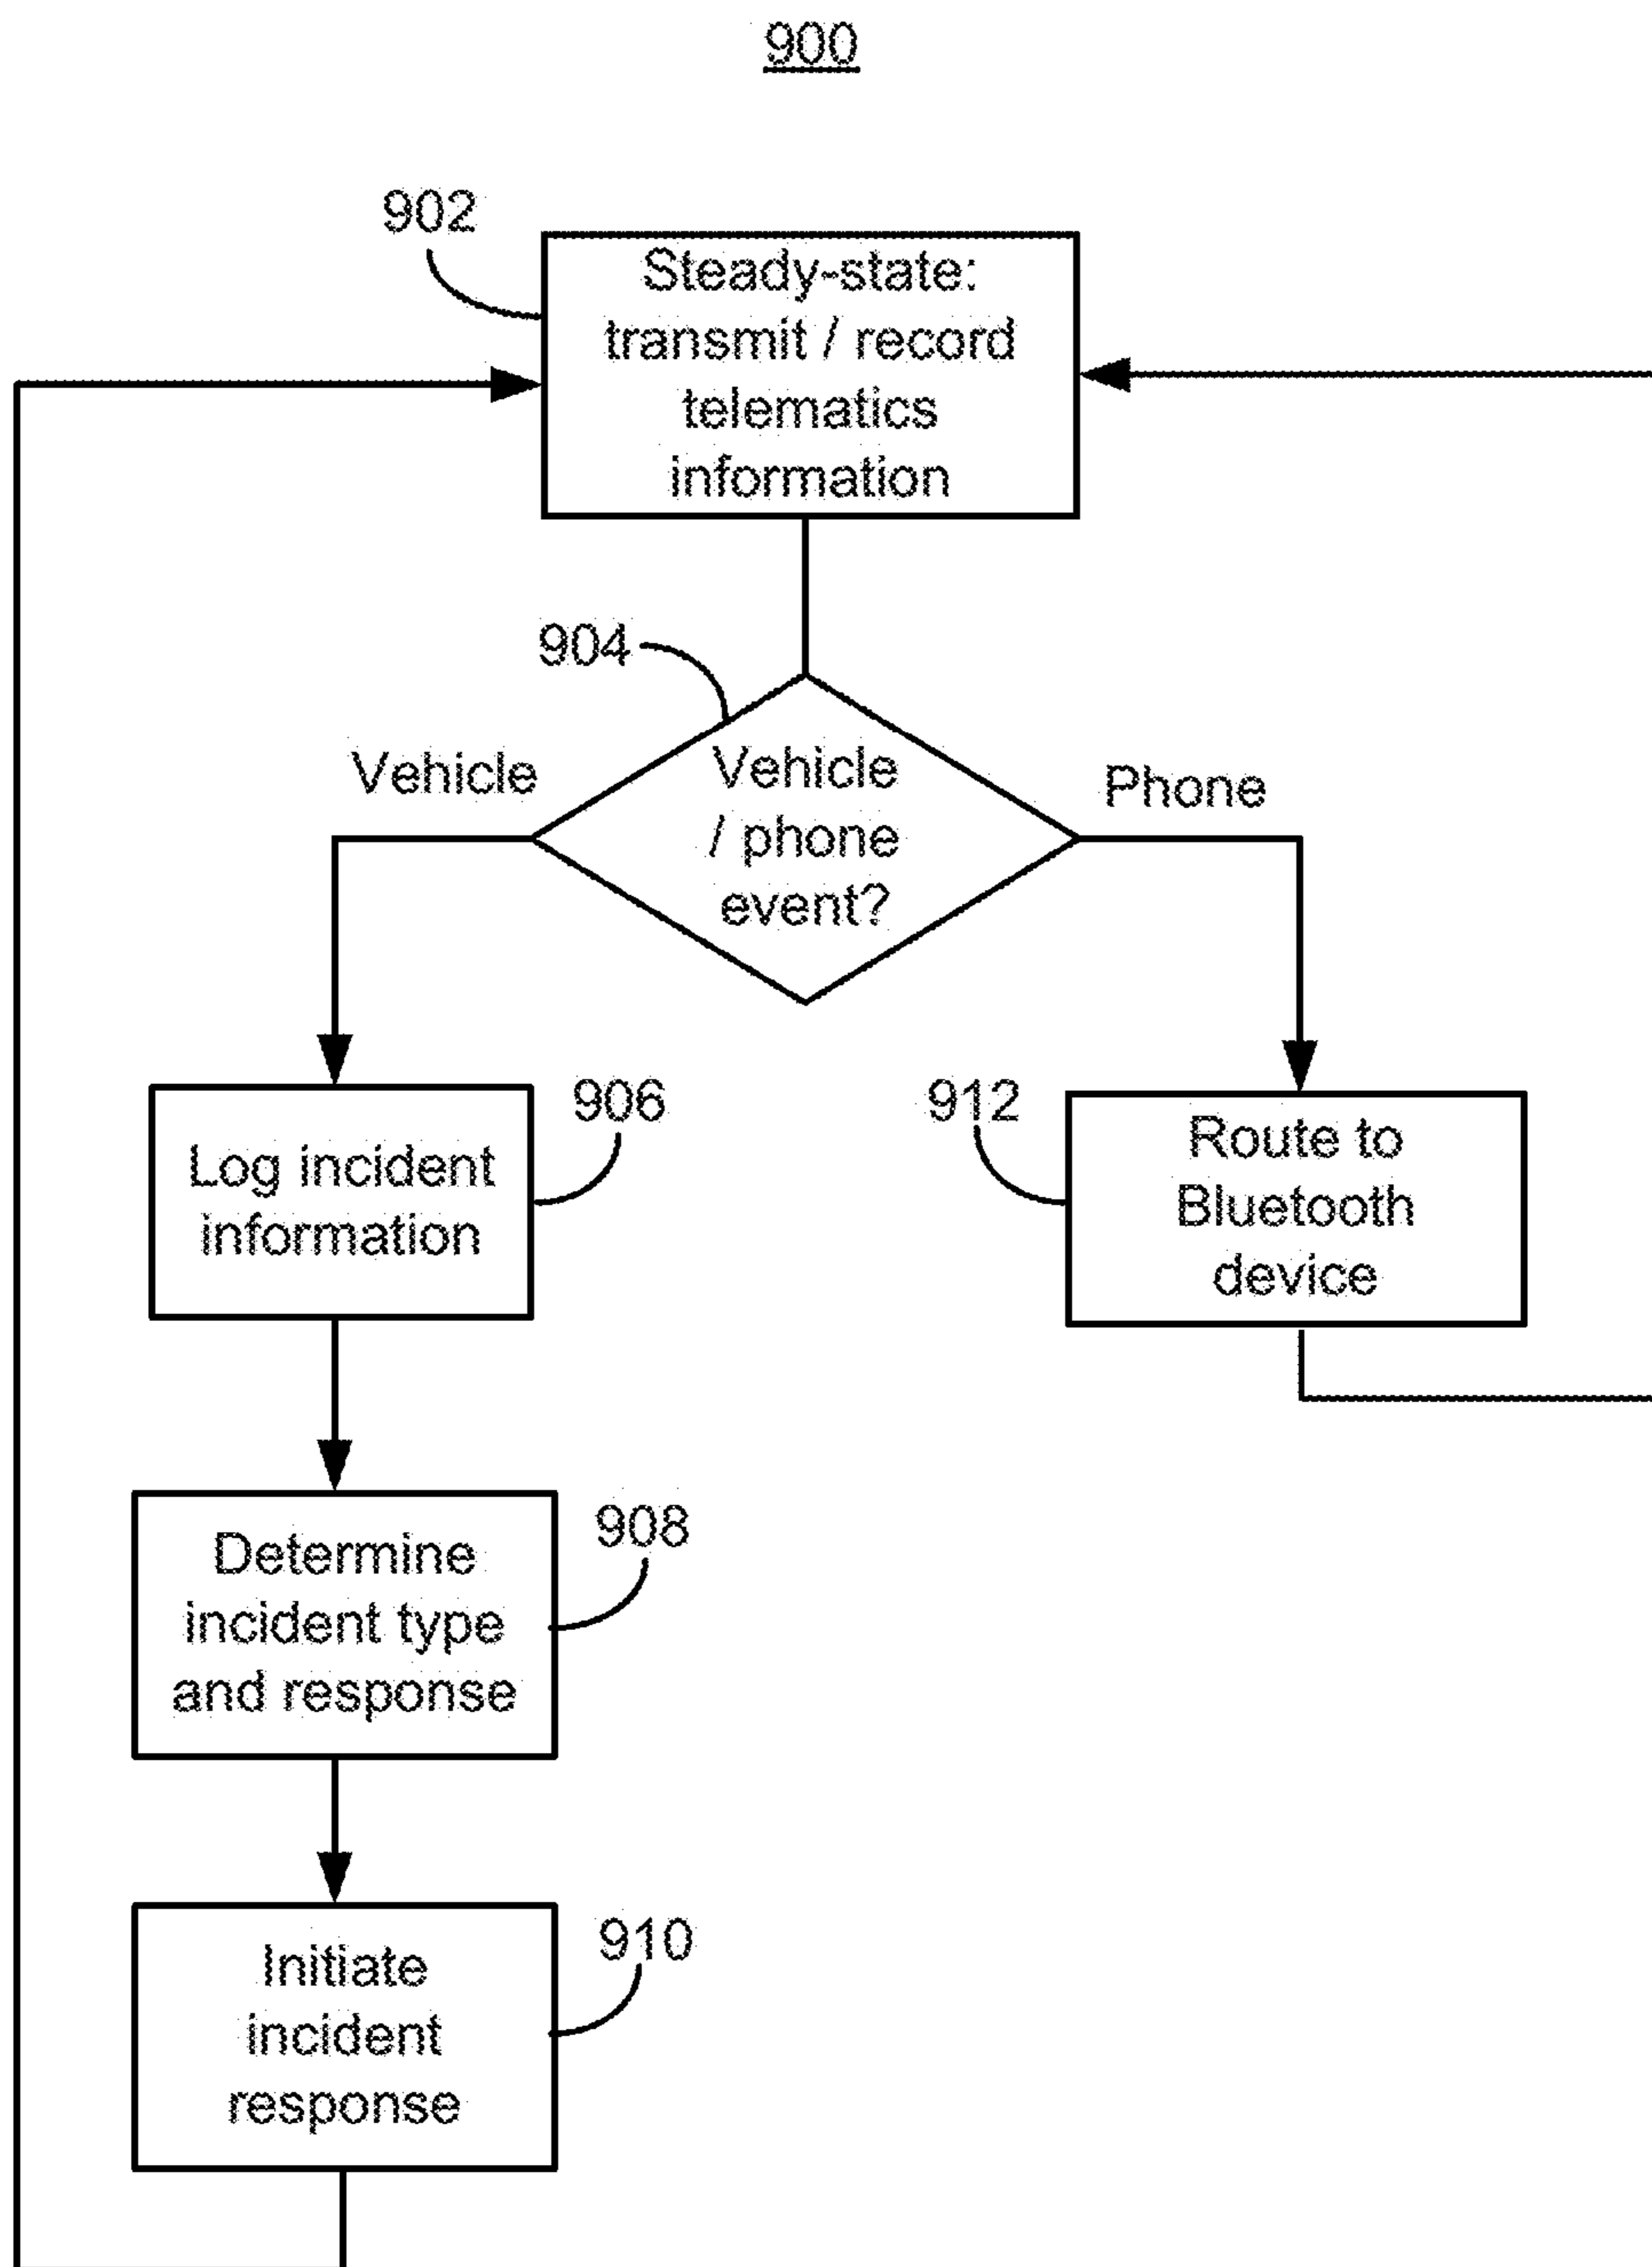 900
902
Steady-state:
transmit / record
telematics
information
904
Vehicle
Vehicle
/ phone
event?
Phone
906
Log incident
information
912
Route to
Bluetooth
device
908
Determine
incident type
and response
910
Initiate
incident
response